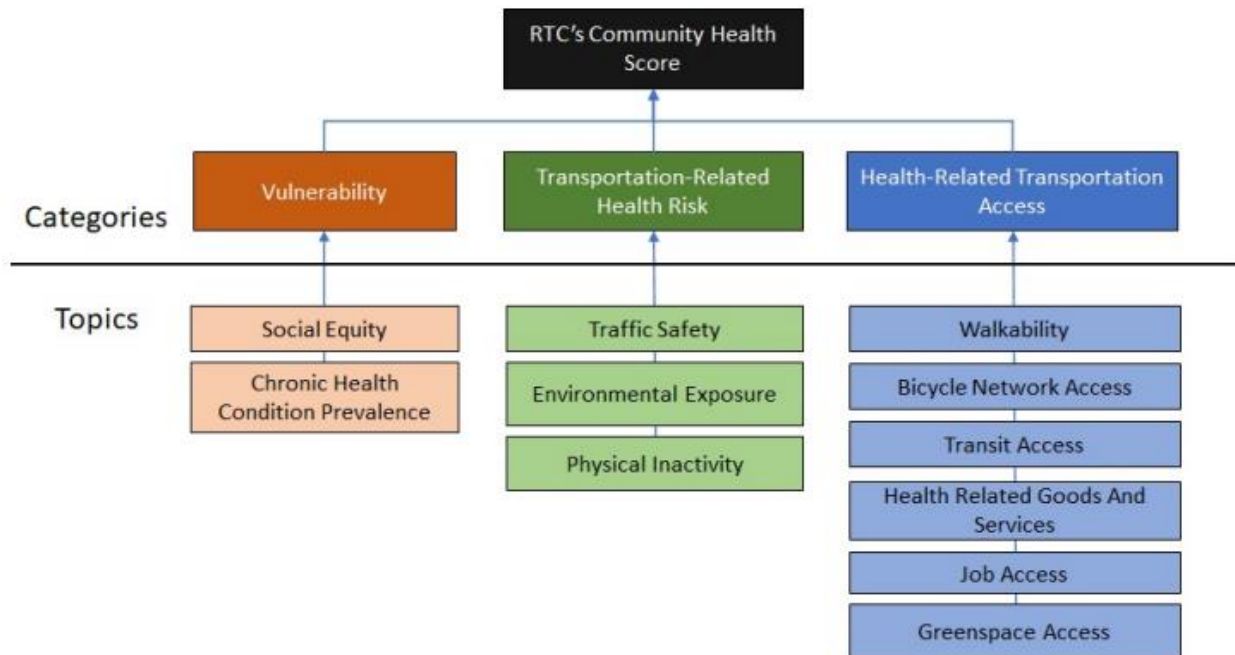 RTC's Community Health
Score
Vulnerability
Transportation-Related
Health Risk
Health-Related Transportation
Access
Categories
Topics
Social Equity
Chronic Health
Condition Prevalence
Traffic Safety
Environmental Exposure
Physical Inactivity
Walkability
Bicycle Network Access
Transit Access
Health Related Goods And
Services
Job Access
Greenspace Access